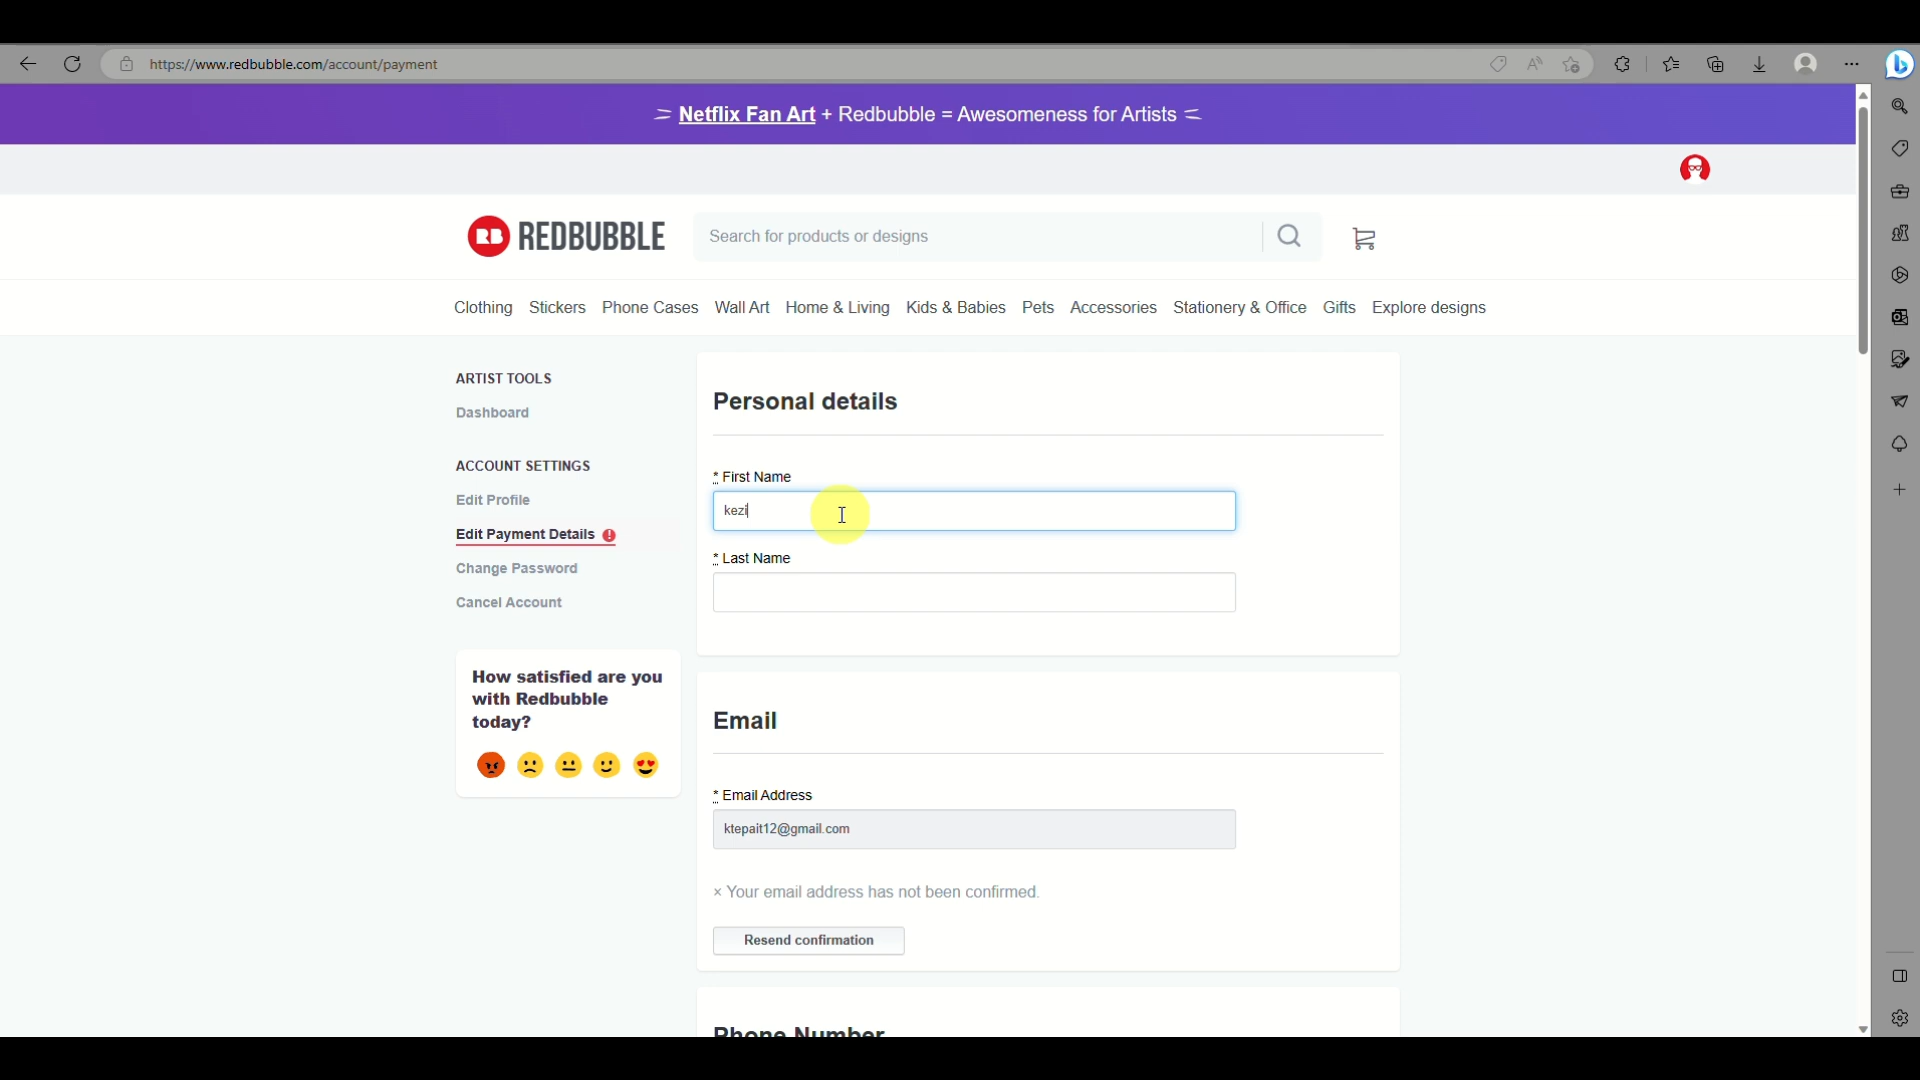 https://www.redbubble.com/account/payment
Netflix Fan Art + Redbubble = Awesomeness for Artists
RB REDBUBBLE
Search for products or designs
Clothing Stickers Phone Cases Wall Art Home & Living Kids & Babies Pets Accessories Stationery & Office Gifts Explore designs
ARTIST TOOLS
Dashboard
ACCOUNT SETTINGS
Edit Profile
Edit Payment Details
Change Password
Cancel Account
How satisfied are you
with Redbubble
today?
Personal details
* First Name
kezi
* Last Name
Email
* Email Address
ktepait12@gmail.com
× Your email address has not been confirmed.
Resend confirmation
Phone Number